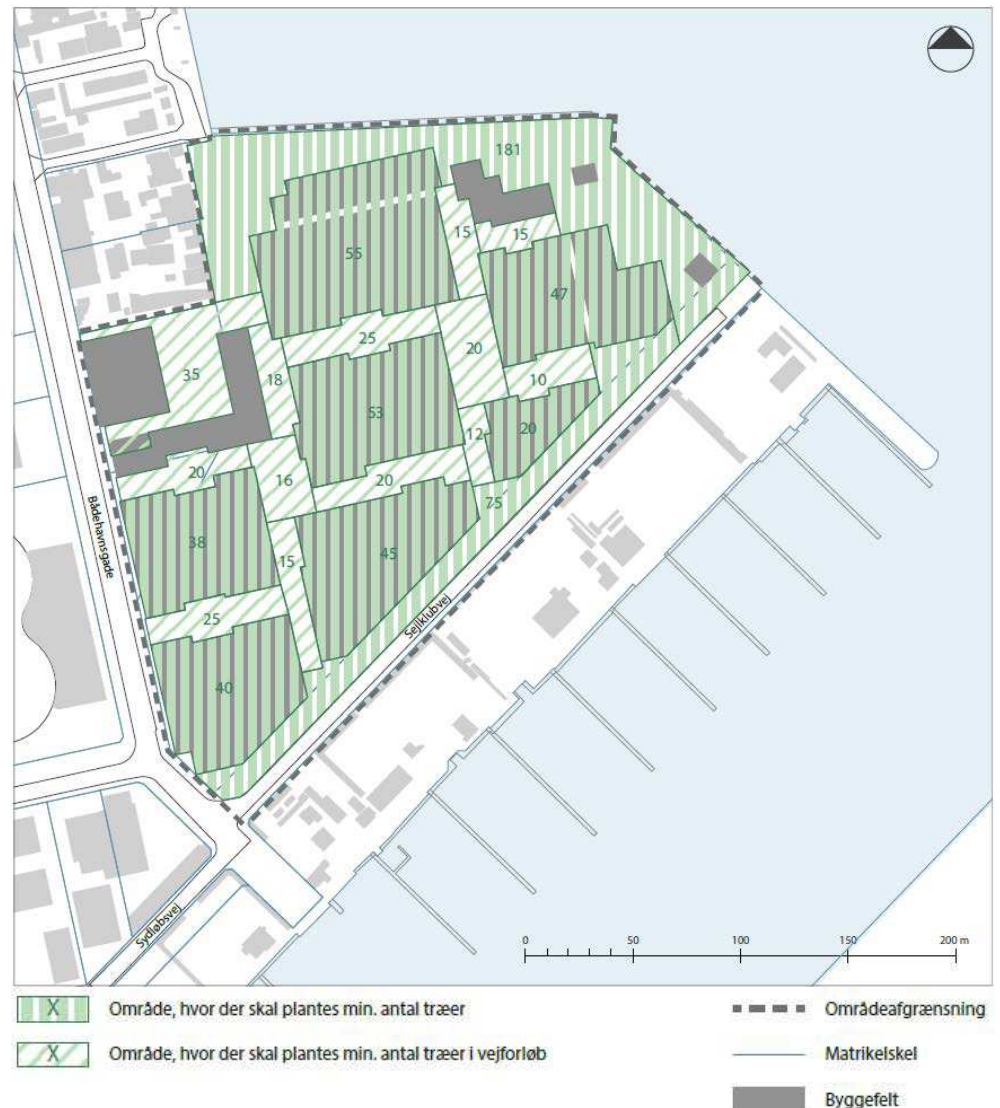 181
55
15
15
47
25
35
18
20
10
53
12
20
20
16
20
75
38
15
45
25
40
Bådehavnsgade
Sejlklubvej
Sydløbsvej
0 50 100 150 200 m
X Område, hvor der skal plantes min. antal træer
X Område, hvor der skal plantes min. antal træer i vejforløb
Områdeafgrænsning
Matrikelskel
Byggefelt